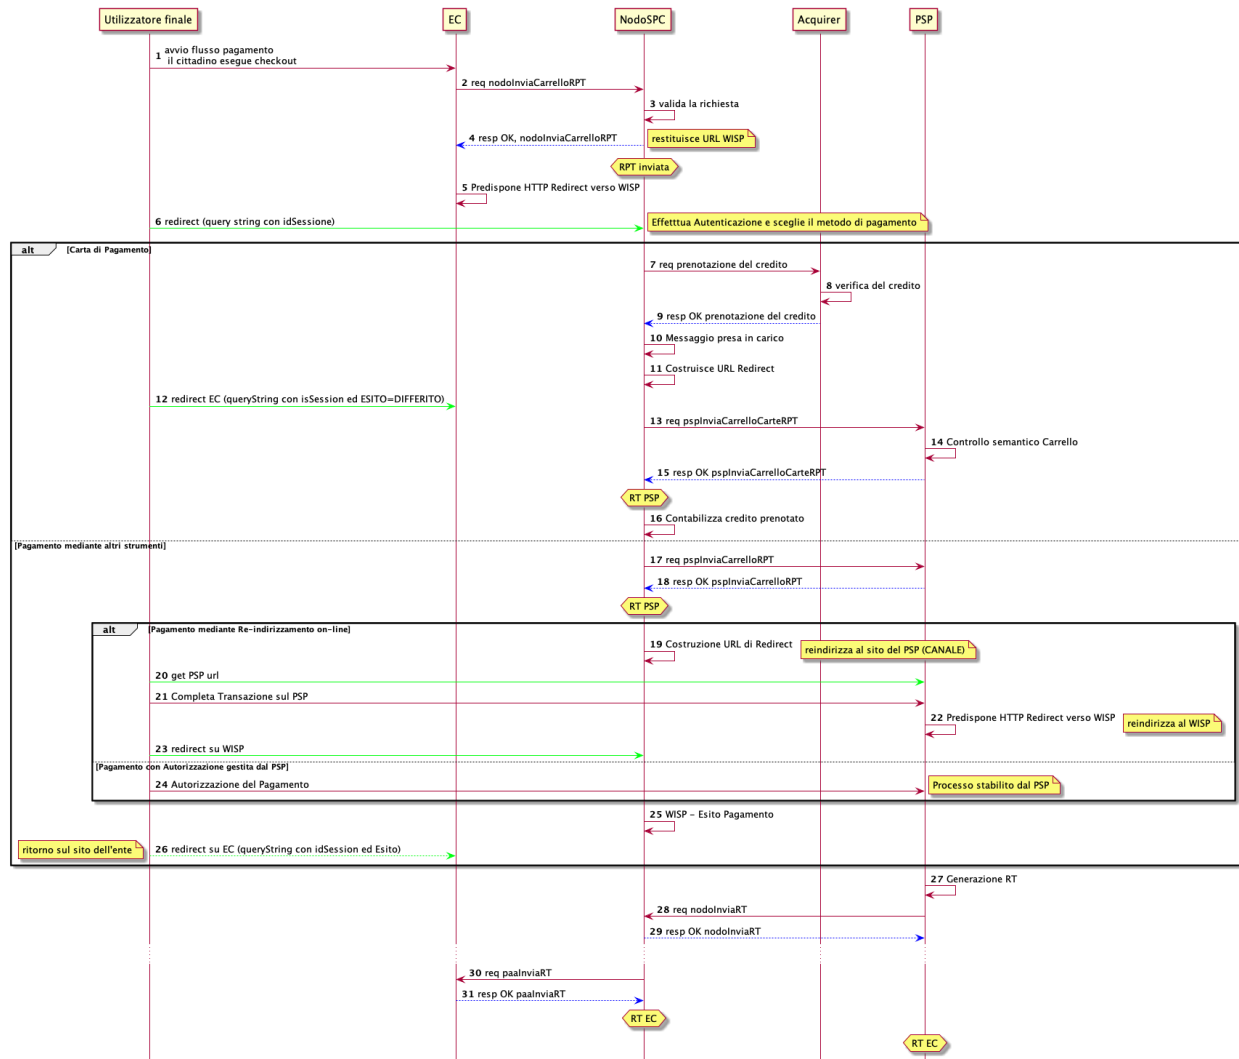 Utilizzatore finale
EC
NodoSPC
Acquirer
PSP
1 avvio flusso pagamento
il cittadino esegue checkout
2 req nodoInviaCarrelloRPT
3 valida la richiesta
4 resp OK, nodoInviaCarrelloRPT
restituisce URL WISP
RPT inviata
5 Predispone HTTP Redirect verso WISP
6 redirect (query string con idSessione)
Effetttua Autenticazione e sceglie il metodo di pagamento
alt [Carta di Pagamento]
7 req prenotazione del credito
8 verifica del credito
9 resp OK prenotazione del credito
10 Messaggio presa in carico
11 Costruisce URL Redirect
12 redirect EC (queryString con isSession ed ESITO=DIFFERITO)
13 req pspInviaCarrelloCarteRPT
14 Controllo semantico Carrello
15 resp OK pspInviaCarrelloCarteRPT
RT PSP
16 Contabilizza credito prenotato
[Pagamento mediante altri strumenti]
17 req pspInviaCarrelloRPT
18 resp OK pspInviaCarrelloRPT
RT PSP
alt [Pagamento mediante Re-indirizzamento on-line]
19 Costruzione URL di Redirect
reindirizza al sito del PSP (CANALE)
20 get PSP url
21 Completa Transazione sul PSP
22 Predispone HTTP Redirect verso WISP
reindirizza al WISP
23 redirect su WISP
[Pagamento con Autorizzazione gestita dal PSP]
24 Autorizzazione del Pagamento
Processo stabilito dal PSP
25 WISP - Esito Pagamento
ritorno sul sito dell'ente
26 redirect su EC (queryString con idSession ed Esito)
27 Generazione RT
28 req nodoInviaRT
29 resp OK nodoInviaRT
30 req paaInviaRT
31 resp OK paaInviaRT
RT EC
RT EC